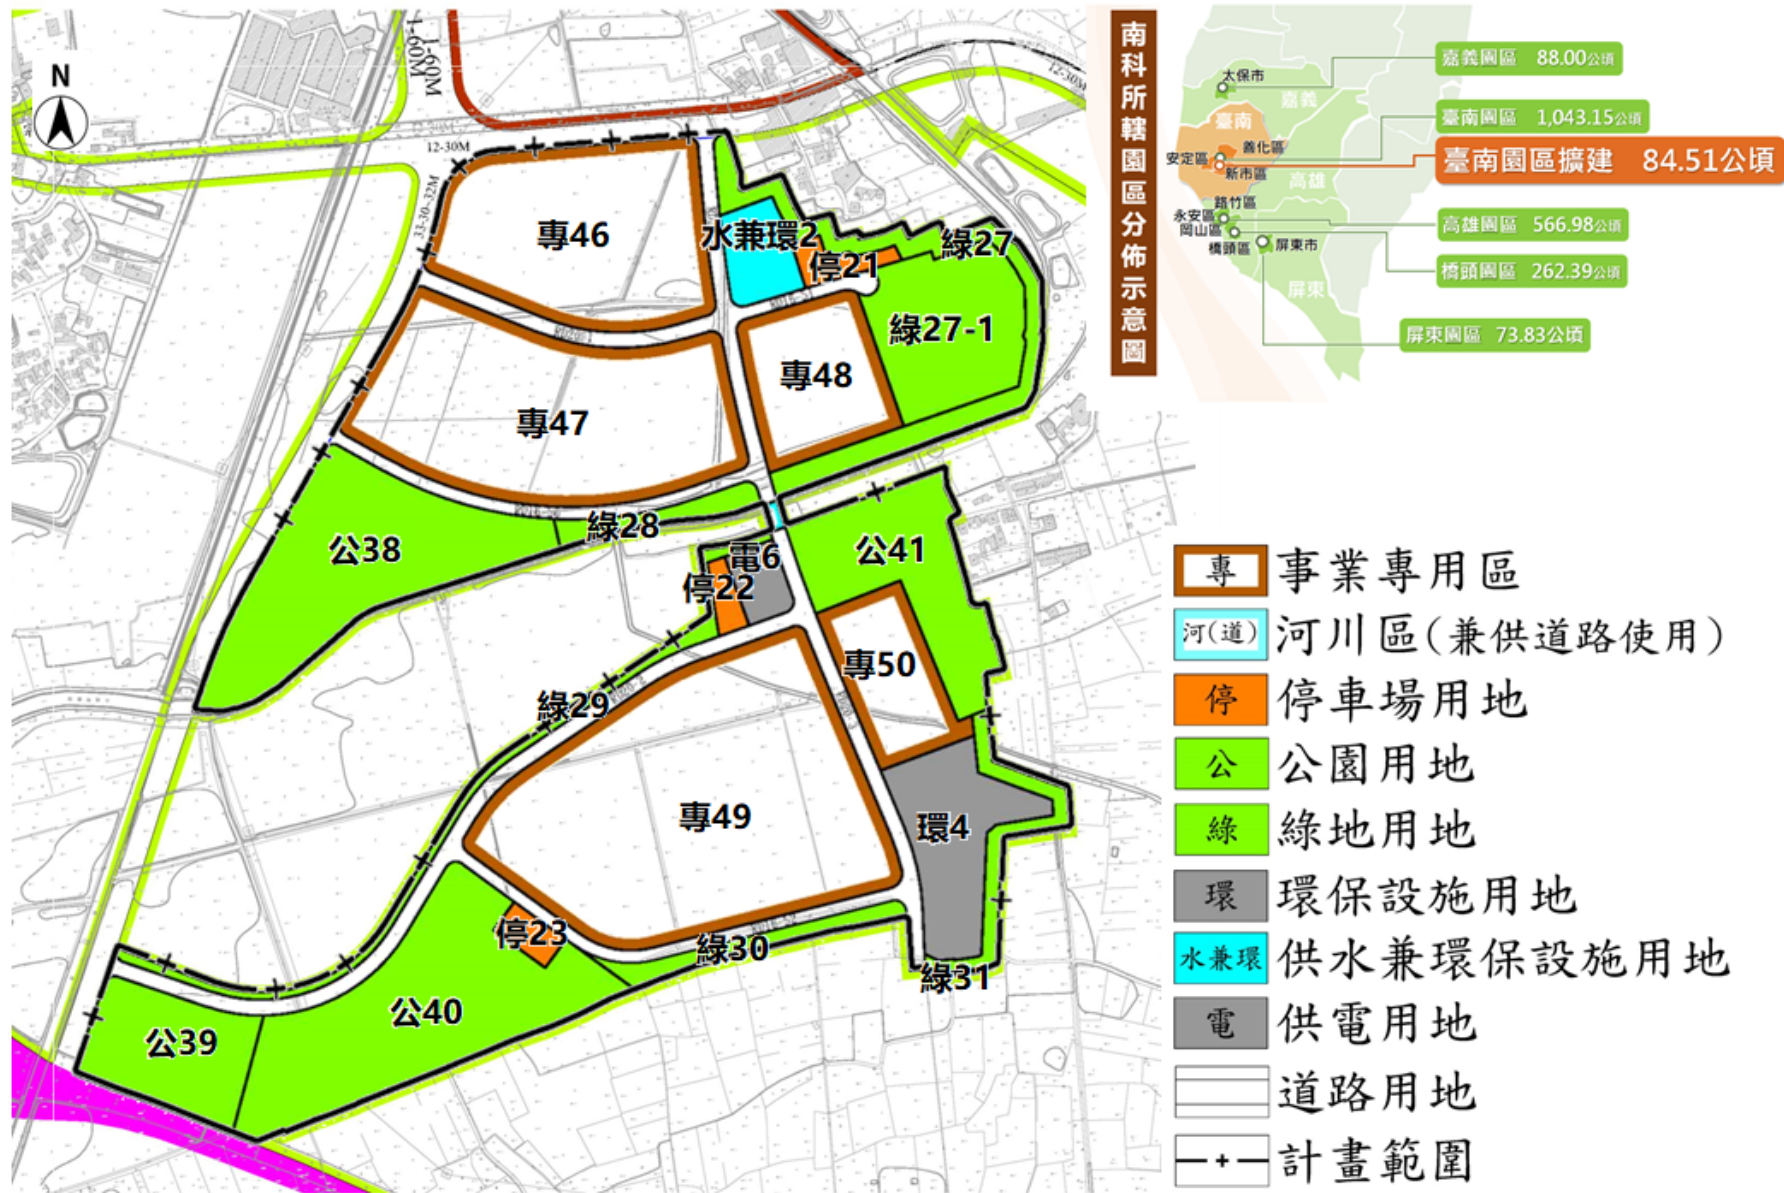 N
1-60M
1-60M
12-30M
12-30M
12-30M
33-30-32M
專46
水兼環2
停21
綠27
綠27-1
專48
專47
綠28
公38
電6
停22
公41
專50
綠29
專49
環4
停23
綠30
綠31
公40
公39
南科所轄園區分佈示意圖
太保市
嘉義
臺南
善化區
安定區
新市區
高雄
路竹區
永安區
岡山區
橋頭區
屏東市
屏東
嘉義園區 88.00公頃
臺南園區 1,043.15公頃
臺南園區擴建 84.51公頃
高雄園區 566.98公頃
橋頭園區 262.39公頃
屏東園區 73.83公頃
專 事業專用區
河(道) 河川區(兼供道路使用)
停 停車場用地
公 公園用地
綠 綠地用地
環 環保設施用地
水兼環 供水兼環保設施用地
電 供電用地
道路用地
計畫範圍